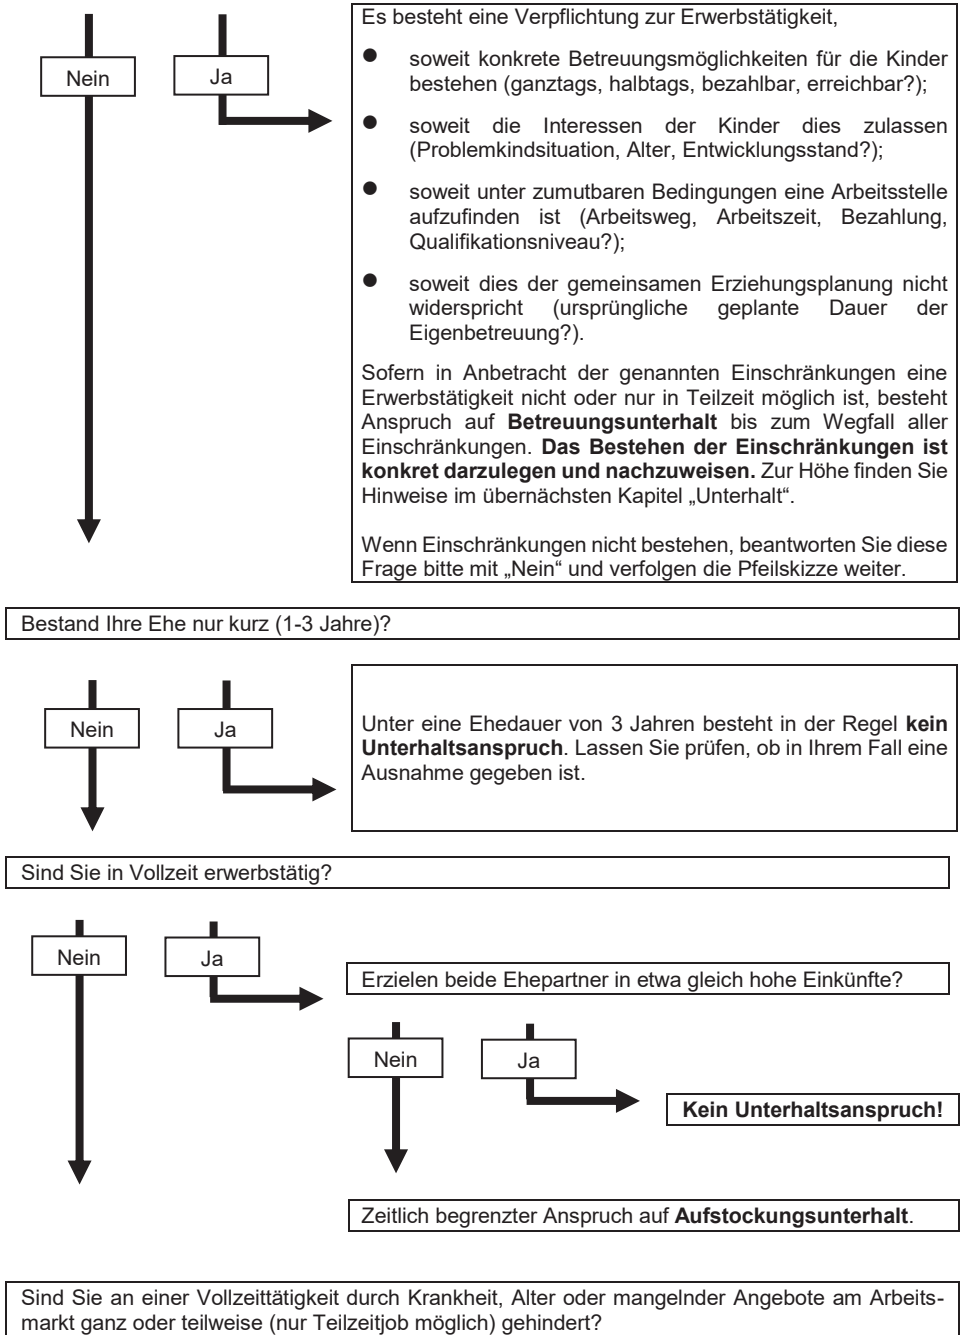 Es besteht eine Verpflichtung zur Erwerbstätigkeit,
Nein
Ja
● soweit konkrete Betreuungsmöglichkeiten für die Kinder
bestehen (ganztags, halbtags, bezahlbar, erreichbar?);
● soweit die Interessen der Kinder dies zulassen
(Problemkindsituation, Alter, Entwicklungsstand?);
● soweit unter zumutbaren Bedingungen eine Arbeitsstelle
aufzufinden ist (Arbeitsweg, Arbeitszeit, Bezahlung,
Qualifikationsniveau?);
● soweit dies der gemeinsamen Erziehungsplanung nicht
widerspricht (ursprüngliche geplante Dauer der
Eigenbetreuung?).
Sofern in Anbetracht der genannten Einschränkungen eine
Erwerbstätigkeit nicht oder nur in Teilzeit möglich ist, besteht
Anspruch auf Betreuungsunterhalt bis zum Wegfall aller
Einschränkungen. Das Bestehen der Einschränkungen ist
konkret darzulegen und nachzuweisen. Zur Höhe finden Sie
Hinweise im übernächsten Kapitel „Unterhalt“.
Wenn Einschränkungen nicht bestehen, beantworten Sie diese
Frage bitte mit „Nein“ und verfolgen die Pfeilskizze weiter.
Bestand Ihre Ehe nur kurz (1-3 Jahre)?
Nein
Ja
Unter eine Ehedauer von 3 Jahren besteht in der Regel kein
Unterhaltsanspruch. Lassen Sie prüfen, ob in Ihrem Fall eine
Ausnahme gegeben ist.
Sind Sie in Vollzeit erwerbstätig?
Nein
Ja
Erzielen beide Ehepartner in etwa gleich hohe Einkünfte?
Nein
Ja
Kein Unterhaltsanspruch!
Zeitlich begrenzter Anspruch auf Aufstockungsunterhalt.
Sind Sie an einer Vollzeittätigkeit durch Krankheit, Alter oder mangelnder Angebote am Arbeits-
markt ganz oder teilweise (nur Teilzeitjob möglich) gehindert?